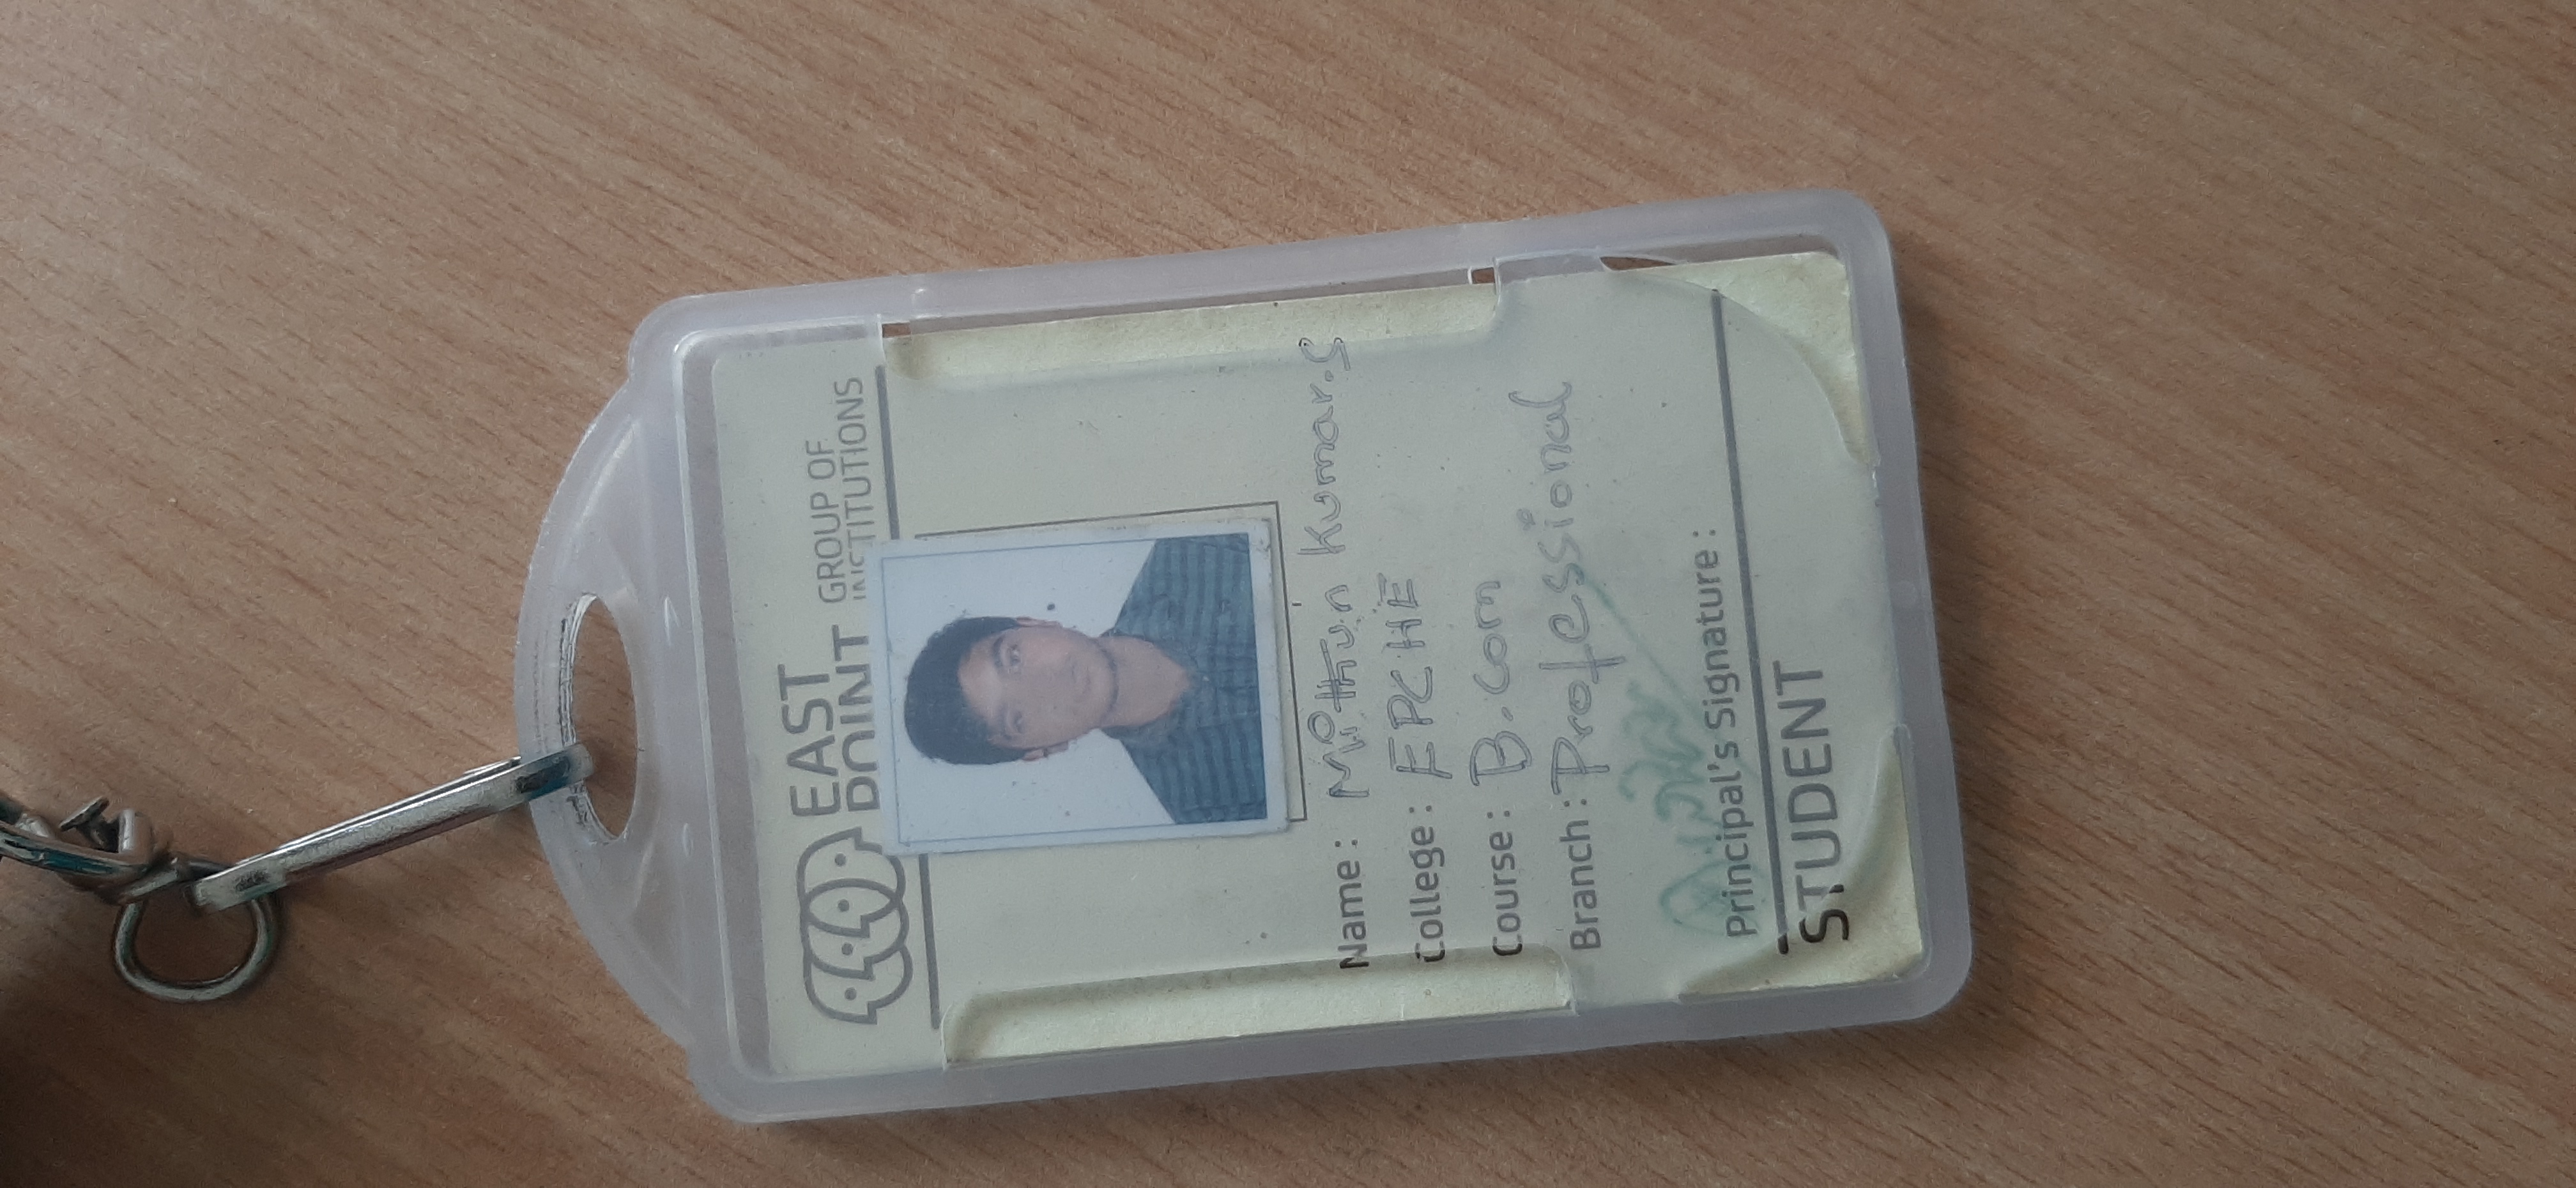 EAST
POINT
GROUP OF
INSTITUTIONS
Name : Mithun Kumar.S
College : EPCHE
Course : B.com
Branch : Professional
Principal's Signature :
STUDENT